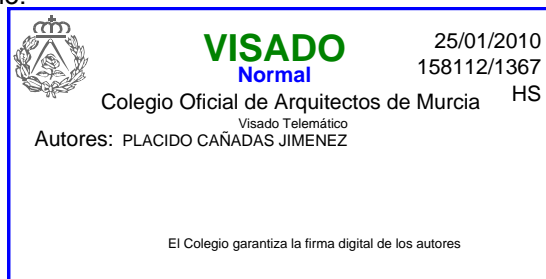 VISADO
Normal
25/01/2010
158112/1367
HS
Colegio Oficial de Arquitectos de Murcia
Visado Telemático
Autores: PLACIDO CAÑADAS JIMENEZ
El Colegio garantiza la firma digital de los autores